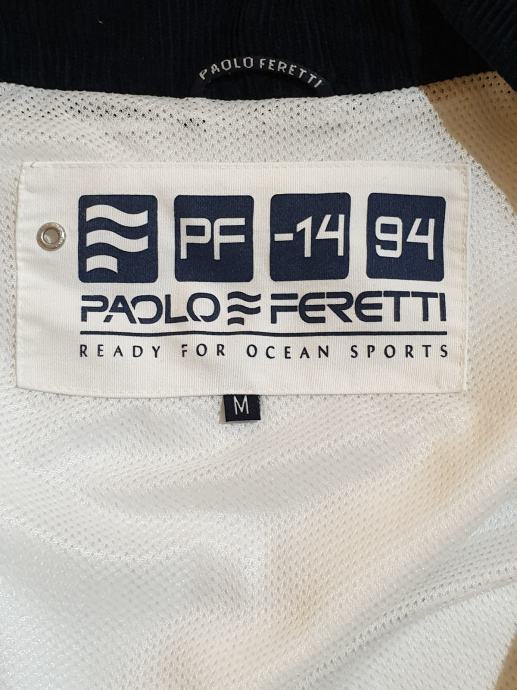 PAOLO FERETTI
PF -14 94
PAOLO FERETTI
READY FOR OCEAN SPORTS
M